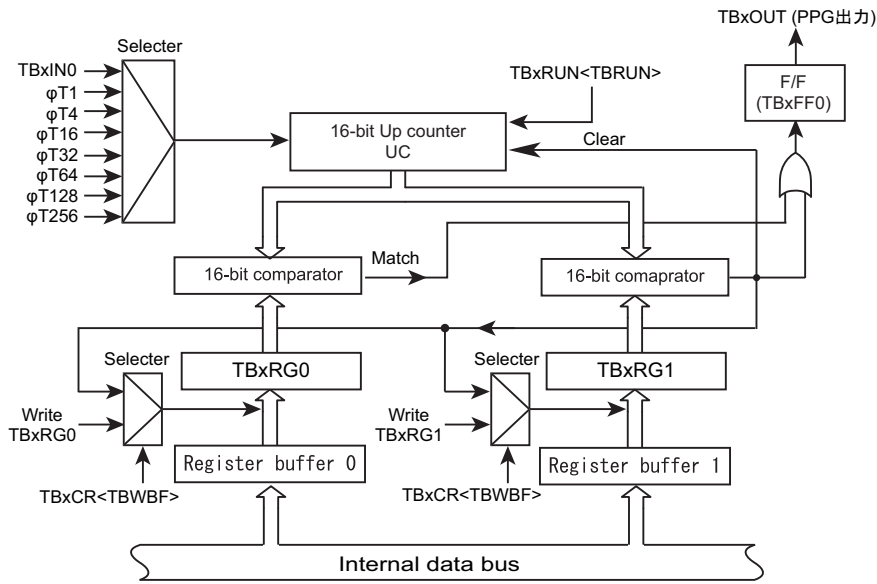 TBxOUT (PPG出力)
Selecter
TBxIN0
φT1
φT4
φT16
φT32
φT64
φT128
φT256
TBxRUN<TBRUN>
F/F
(TBxFF0)
16-bit Up counter
UC
Clear
16-bit comparator
Match
16-bit comaprator
Selecter
TBxRG0
Selecter
TBxRG1
Write
TBxRG0
Write
TBxRG1
Register buffer 0
Register buffer 1
TBxCR<TBWBF>
TBxCR<TBWBF>
Internal data bus